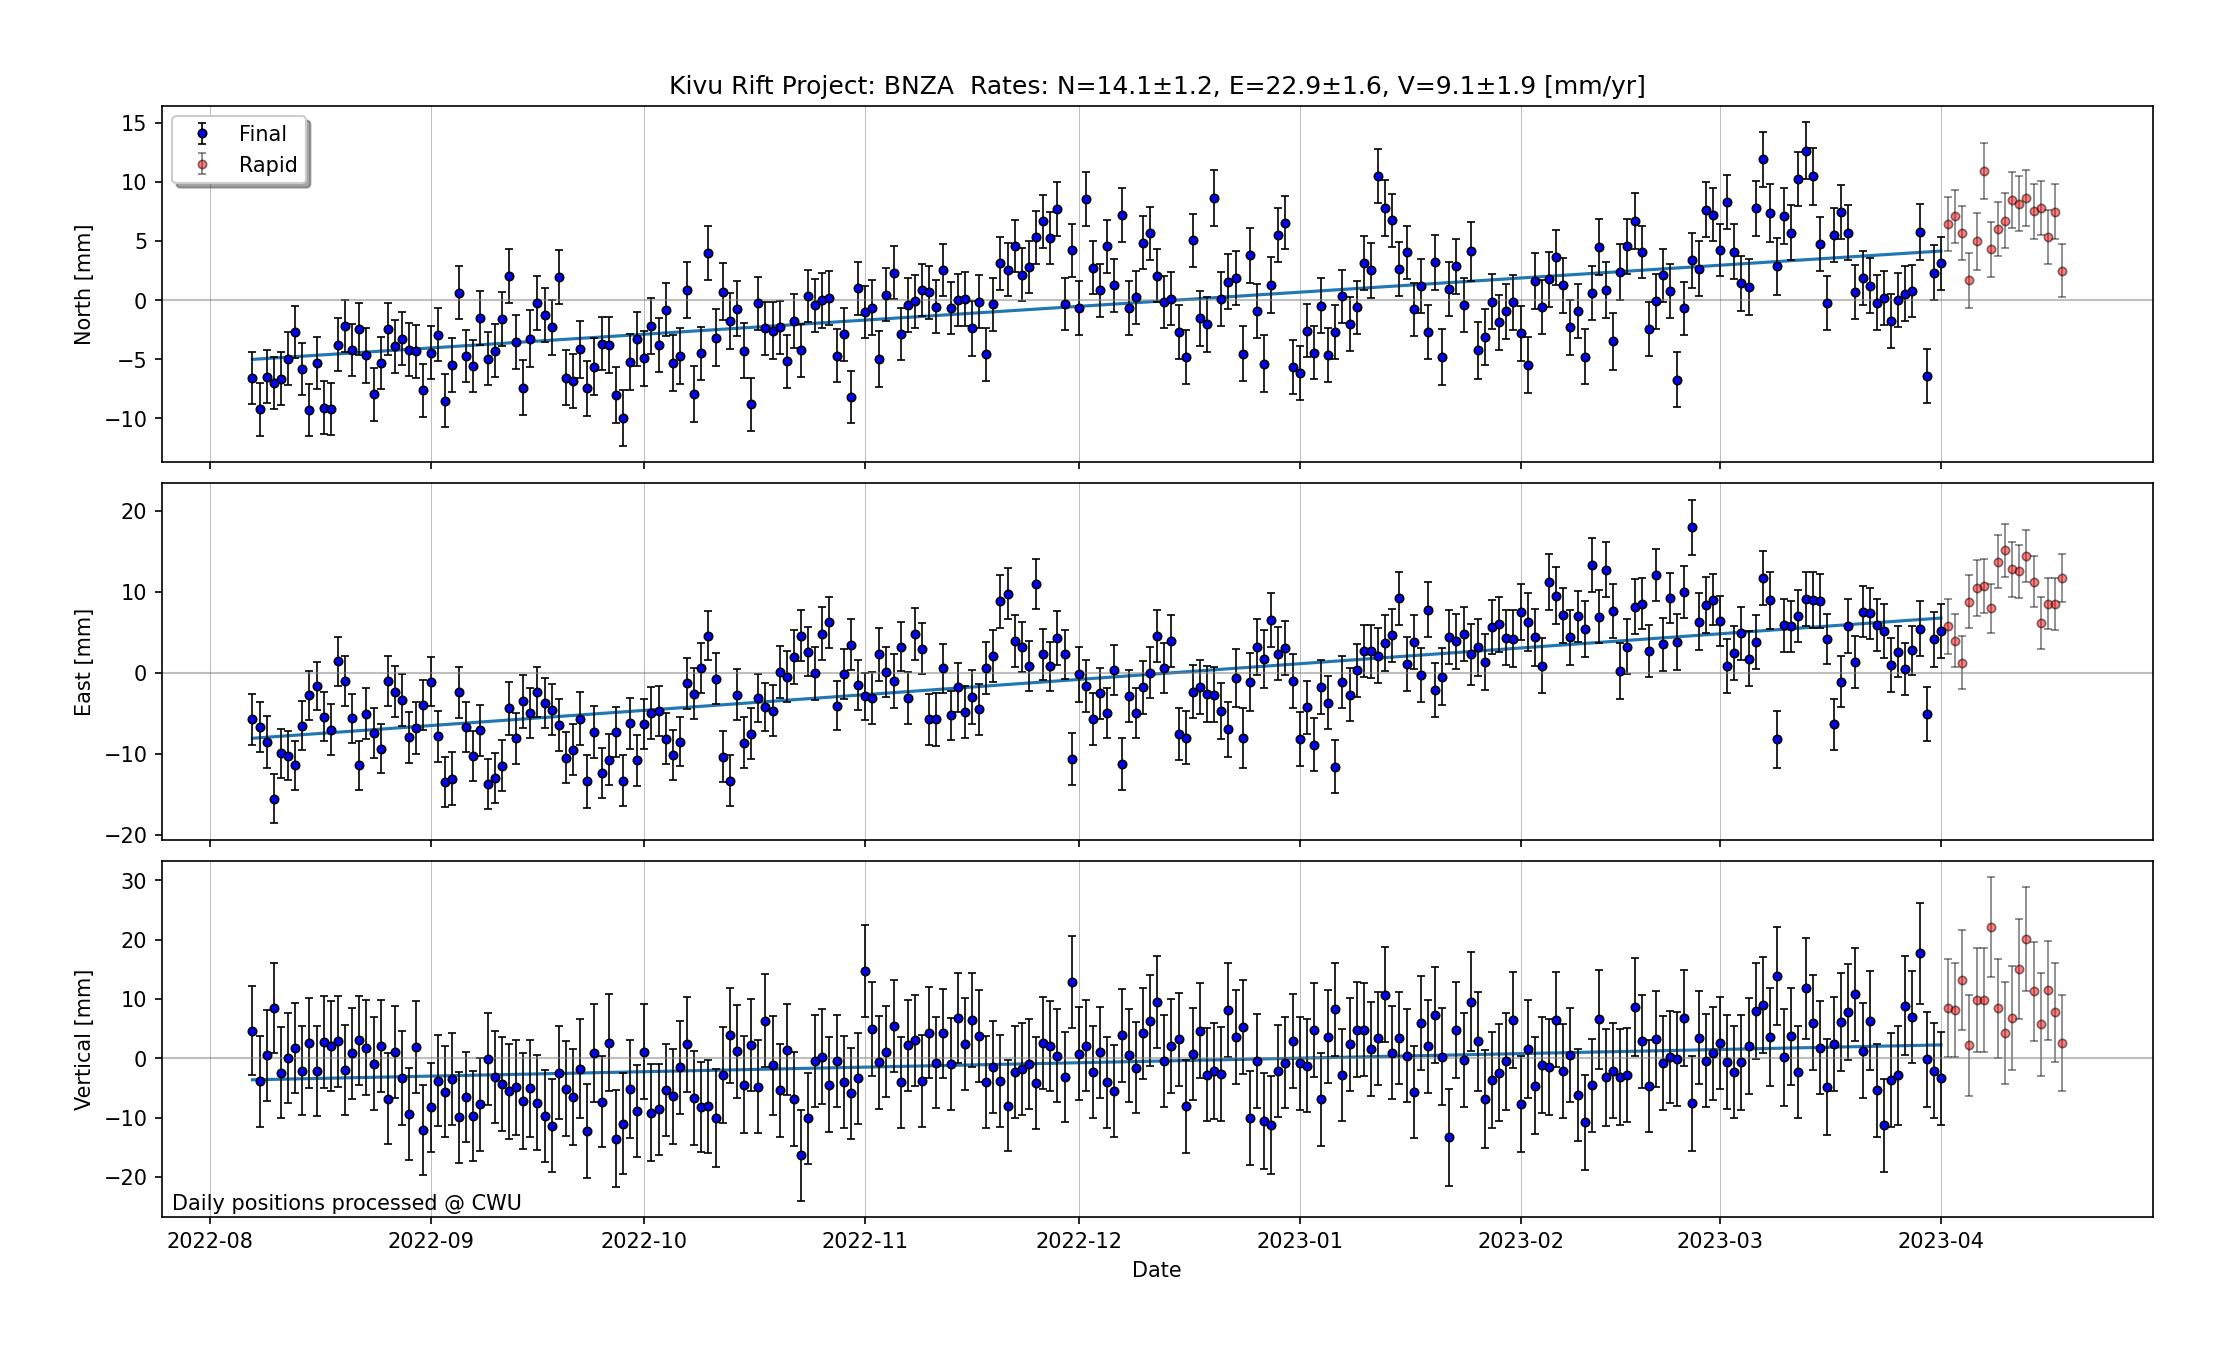 Kivu Rift Project: BNZA  Rates: N=14.1±1.2, E=22.9±1.6, V=9.1±1.9 [mm/yr]
Final
Rapid
North [mm]
15
10
5
0
−5
−10
East [mm]
20
10
0
−10
−20
Vertical [mm]
30
20
10
0
−10
−20
Daily positions processed @ CWU
2022-08 2022-09 2022-10 2022-11 2022-12 2023-01 2023-02 2023-03 2023-04
Date